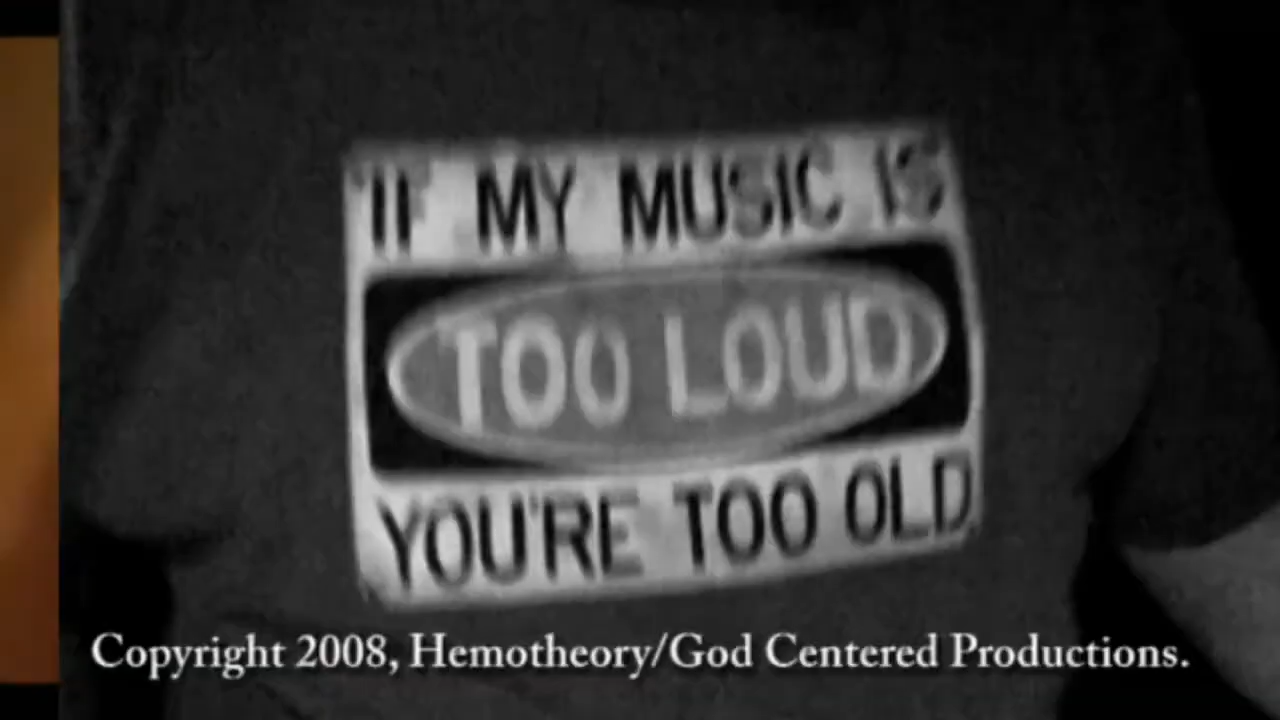 IF MY MUSIC IS
TOO LOUD
YOU'RE TOO OLD
Copyright 2008, Hemotheory/God Centered Productions.